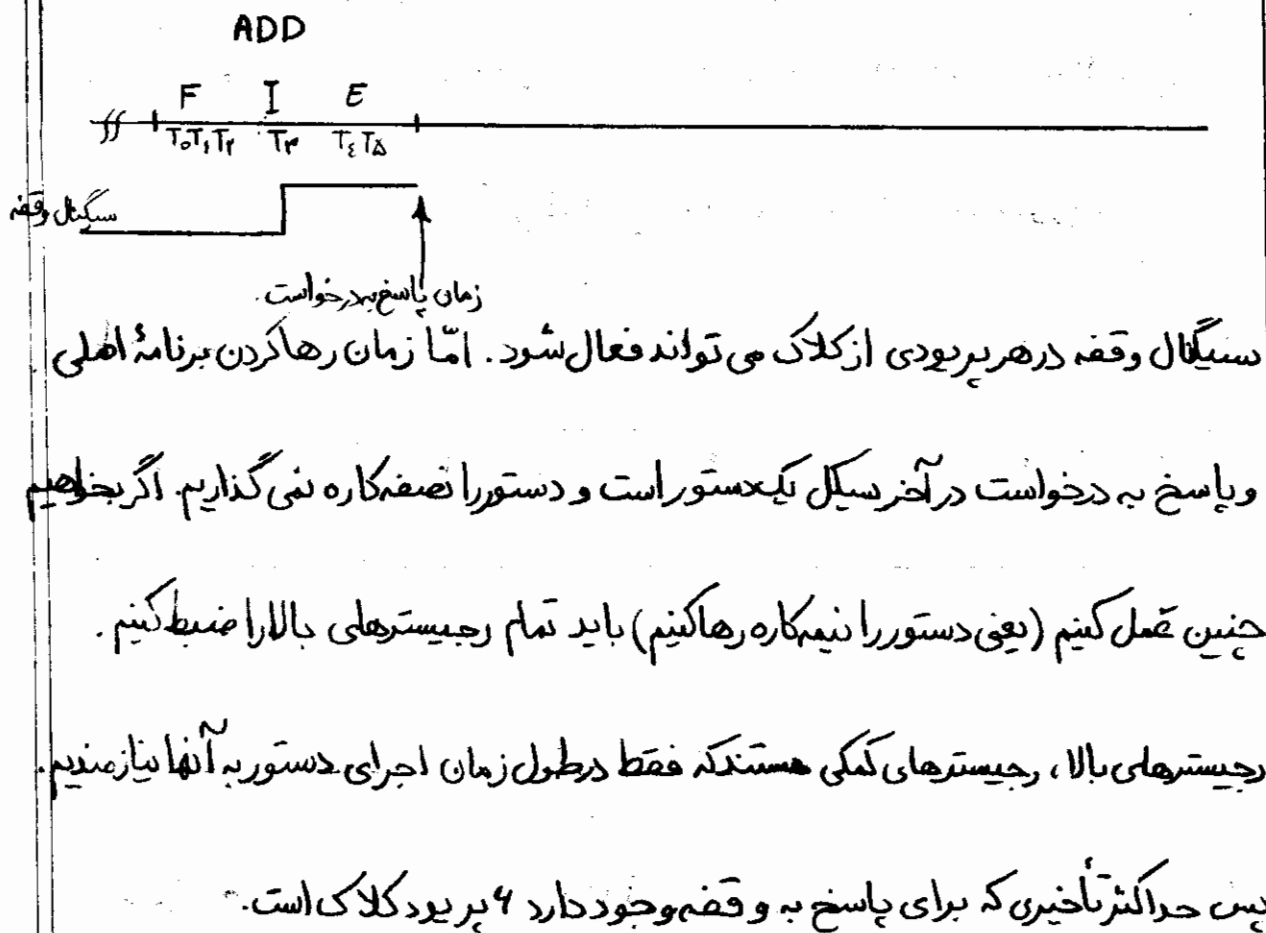 ADD
F I E
T₀T₁T₂ T₃ T₄T₅
سیگنال وقفه
زمان پاسخ به درخواست.
سیگنال وقفه در هر پریودی از کلاک می تواند فعال شود. امّا زمان رها کردن برنامهٔ اصلی
و پاسخ به درخواست در آخر سیکل یک دستور است و دستور را نصفه کاره نمی گذاریم. اگر بخواهیم
چنین عمل کنیم (یعنی دستور را نیمه کاره رها کنیم) باید تمام رجیسترهای بالا را ضبط کنیم.
رجیسترهای بالا، رجیسترهای کمکی هستند که فقط در طول زمان اجرای دستور به آنها نیازمندیم.
پس حداکثر تأخیری که برای پاسخ به وقفه وجود دارد ۶ پریود کلاک است.